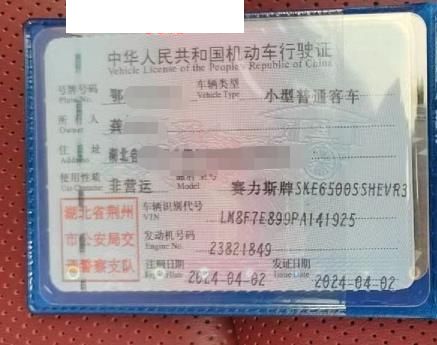 中华人民共和国机动车行驶证
Vehicle License of the People's Republic of China
号牌号码 鄂 车辆类型 小型普通客车
Plate No. Vehicle Type
所有人 龚
Owner
住址 湖北省
Address
使用性质 非营运 品牌型号 赛力斯牌SKE6500SSHEVR3
Use Character Model
湖北省荆州
市公安局交
通警察支队
车辆识别代号 LM8F7E899PA141925
VIN
发动机号码 23821849
Engine No.
注册日期 2024-04-02 发证日期 2024-04-02
Register Date Issue Date